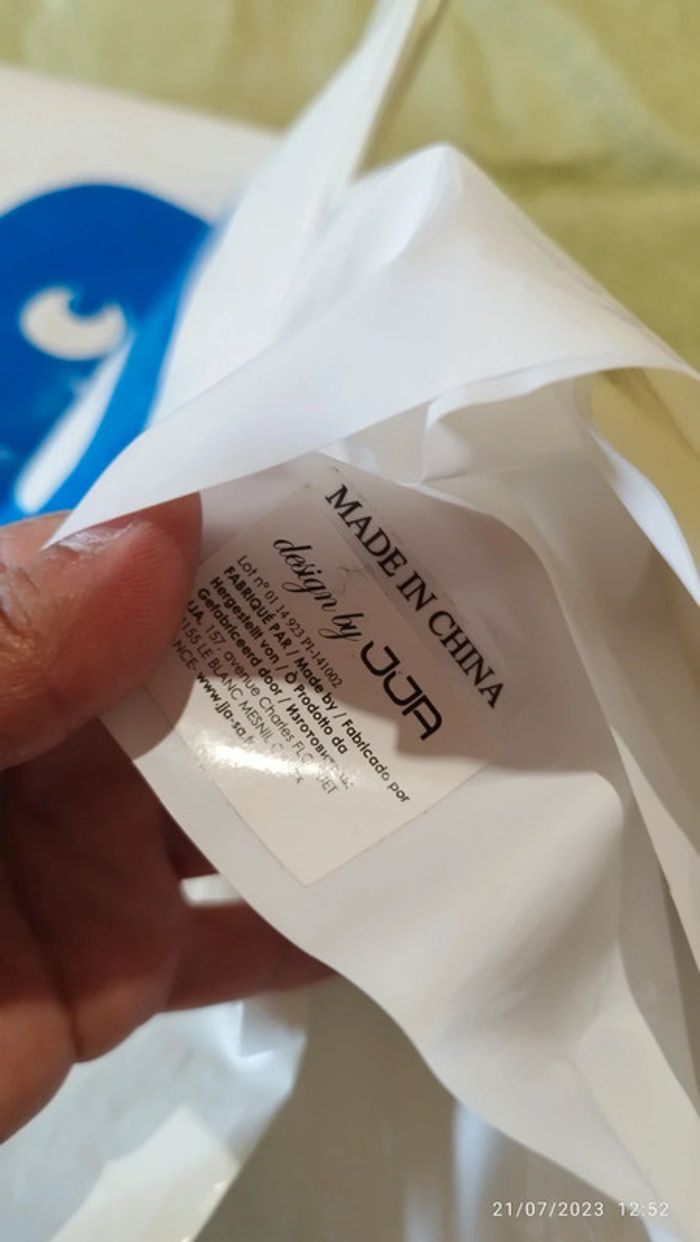 MADE IN CHINA
design by JJA
Lot n° 01 14 923 P1-141002
FABRIQUÉ PAR / Made by / Fabricado por
Hergestellt von / Ó Prodotto da
Gefabriceerd door /
JJA, 157, avenue Charles
LE BLANC MESNIL
www.jja-sa.fr
21/07/2023 12:52